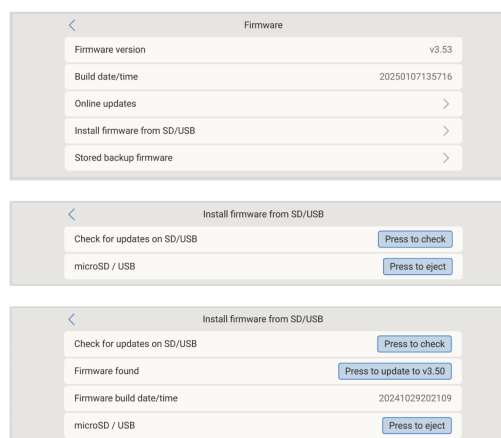 Firmware
Firmware version v3.53
Build date/time 20250107135716
Online updates
Install firmware from SD/USB
Stored backup firmware
Install firmware from SD/USB
Check for updates on SD/USB Press to check
microSD / USB Press to eject
Install firmware from SD/USB
Check for updates on SD/USB Press to check
Firmware found Press to update to v3.50
Firmware build date/time 20241029202109
microSD / USB Press to eject